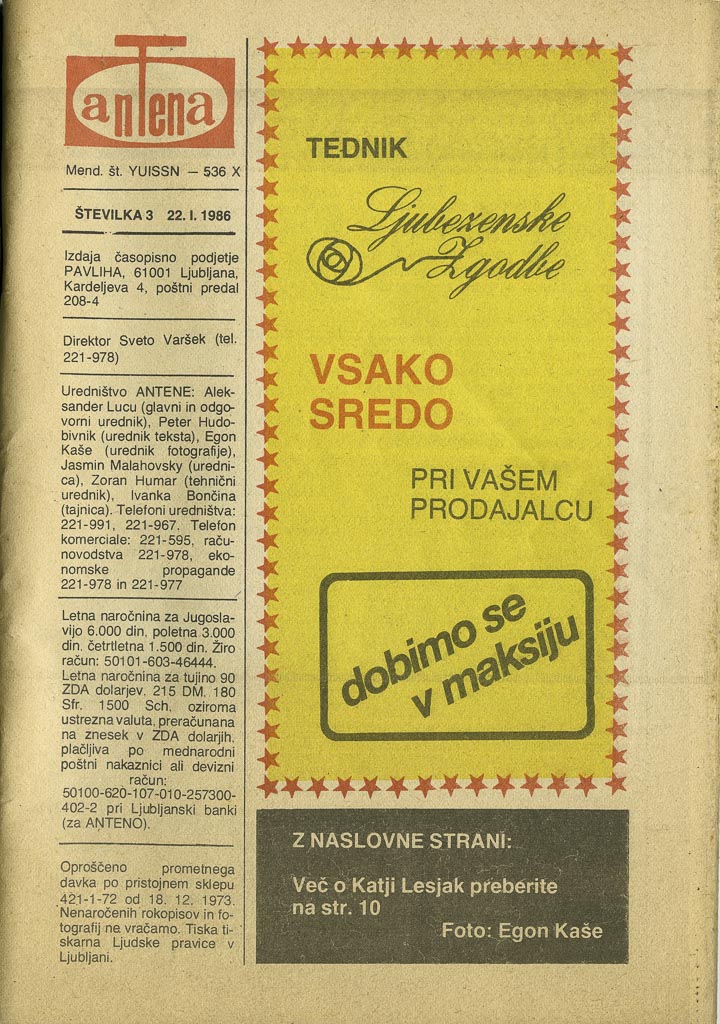 antena
Mend. št. YUISSN — 536 X
ŠTEVILKA 3 22. I. 1986
Izdaja časopisno podjetje
PAVLIHA, 61001 Ljubljana,
Kardeljeva 4, poštni predal
208-4
Direktor Sveto Varšek (tel.
221-978)
Uredništvo ANTENE: Alek-
sander Lucu (glavni in odgo-
vorni urednik), Peter Hudo-
bivnik (urednik teksta), Egon
Kaše (urednik fotografije),
Jasmin Malahovsky (uredni-
ca), Zoran Humar (tehnični
urednik), Ivanka Bončina
(tajnica). Telefoni uredništva:
221-991, 221-967. Telefon
komerciale: 221-595, raču-
novodstva 221-978, eko-
nomske propagande
221-978 in 221-977
Letna naročnina za Jugosla-
vijo 6.000 din, poletna 3.000
din, četrtletna 1.500 din. Žiro
račun: 50101-603-46444.
Letna naročnina za tujino 90
ZDA dolarjev, 215 DM, 180
Sfr. 1500 Sch, oziroma
ustrezna valuta, preračunana
na znesek v ZDA dolarjih,
plačljiva po mednarodni
poštni nakaznici ali devizni
račun:
50100-620-107-010-257300-
402-2 pri Ljubljanski banki
(za ANTENO).
Oproščeno prometnega
davka po pristojnem sklepu
421-1-72 od 18. 12. 1973.
Nenaročenih rokopisov in fo-
tografij ne vračamo. Tiska ti-
skarna Ljudske pravice v
Ljubljani.
TEDNIK
Ljubezenske
Zgodbe
VSAKO
SREDO
PRI VAŠEM
PRODAJALCU
dobimo se
v maksiju
Z NASLOVNE STRANI:
Več o Katji Lesjak preberite
na str. 10
Foto: Egon Kaše